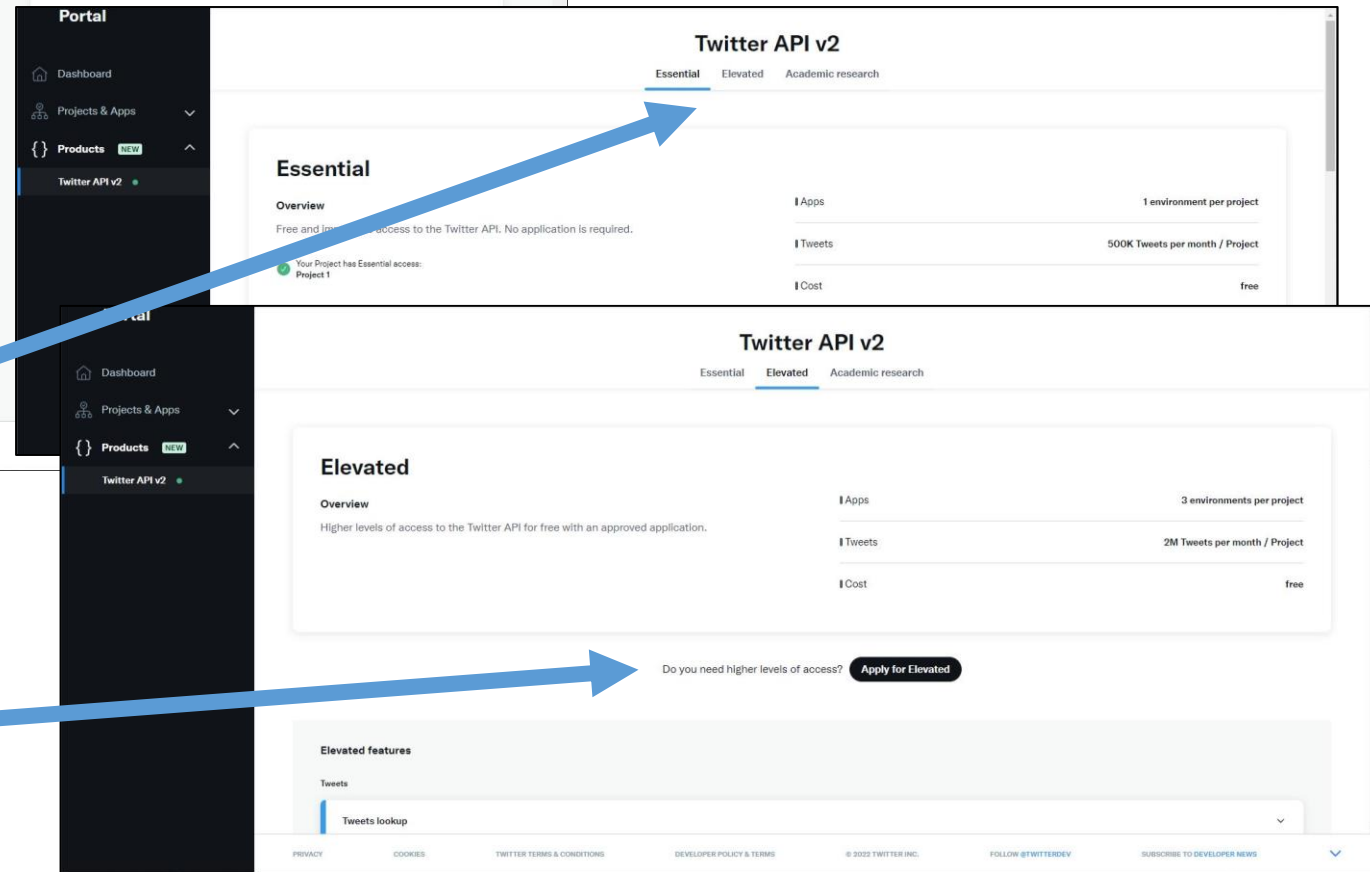 Portal
Dashboard
Projects & Apps
{ } Products NEW
Twitter API v2
Twitter API v2
Essential Elevated Academic research
Essential
Overview
Free and access to the Twitter API. No application is required.
Your Project has Essential access:
Project 1
Apps 1 environment per project
Tweets 500K Tweets per month / Project
Cost free
Dashboard
Projects & Apps
{ } Products NEW
Twitter API v2
Twitter API v2
Essential Elevated Academic research
Elevated
Overview
Higher levels of access to the Twitter API for free with an approved application.
Apps 3 environments per project
Tweets 2M Tweets per month / Project
Cost free
Do you need higher levels of access? Apply for Elevated
Elevated features
Tweets
Tweets lookup
PRIVACY COOKIES TWITTER TERMS & CONDITIONS DEVELOPER POLICY & TERMS © 2022 TWITTER INC. FOLLOW @TWITTERDEV SUBSCRIBE TO DEVELOPER NEWS